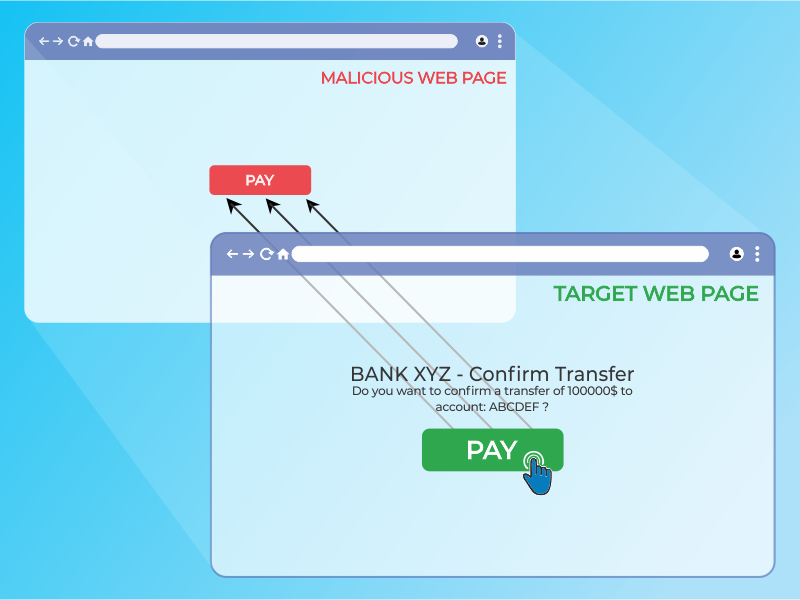 MALICIOUS WEB PAGE
PAY
TARGET WEB PAGE
BANK XYZ - Confirm Transfer
Do you want to confirm a transfer of 100000$ to
account: ABCDEF ?
PAY